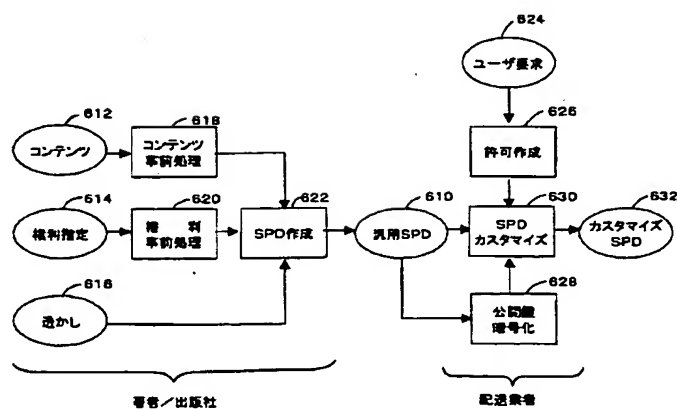 624
ユーザ要求
612
618
626
コンテンツ
コンテンツ
事前処理
許可作成
614
620
622
610
630
632
権利指定
権 利
事前処理
SPD作成
汎用SPD
SPD
カスタマイズ
カスタマイズ
SPD
616
628
透かし
公開鍵
暗号化
著者／出版社
配送業者